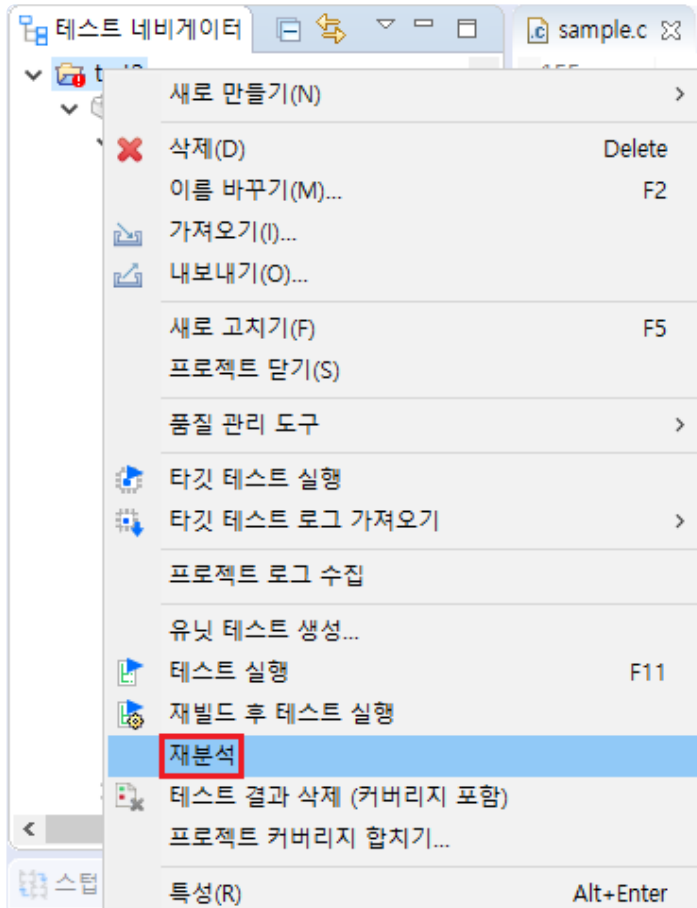 테스트 네비게이터
sample.c
새로 만들기(N)
삭제(D) Delete
이름 바꾸기(M)... F2
가져오기(I)...
내보내기(O)...
새로 고치기(F) F5
프로젝트 닫기(S)
품질 관리 도구
타깃 테스트 실행
타깃 테스트 로그 가져오기
프로젝트 로그 수집
유닛 테스트 생성...
테스트 실행 F11
재빌드 후 테스트 실행
재분석
테스트 결과 삭제 (커버리지 포함)
프로젝트 커버리지 합치기...
스텁
특성(R) Alt+Enter